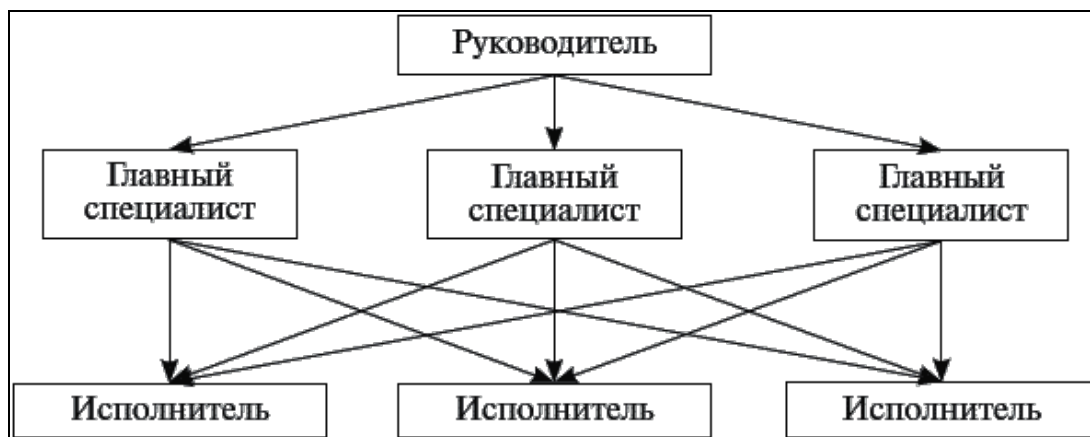 Руководитель
Главный
специалист
Главный
специалист
Главный
специалист
Исполнитель
Исполнитель
Исполнитель